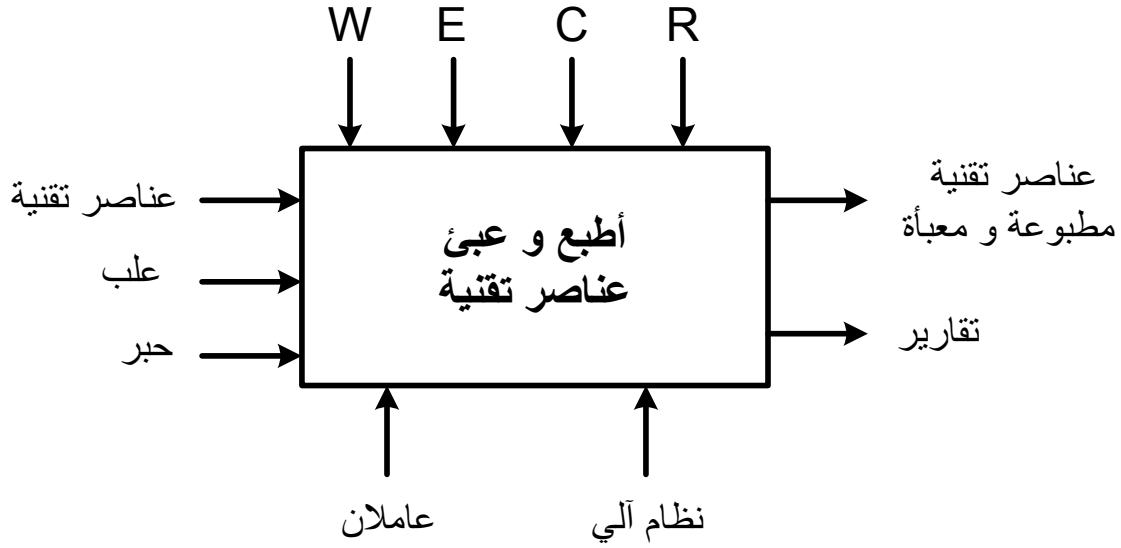 W E C R
عناصر تقنية
علب
حبر
أطبع و عبئ
عناصر تقنية
عناصر تقنية
مطبوعة و معبأة
تقارير
عاملان
نظام آلي